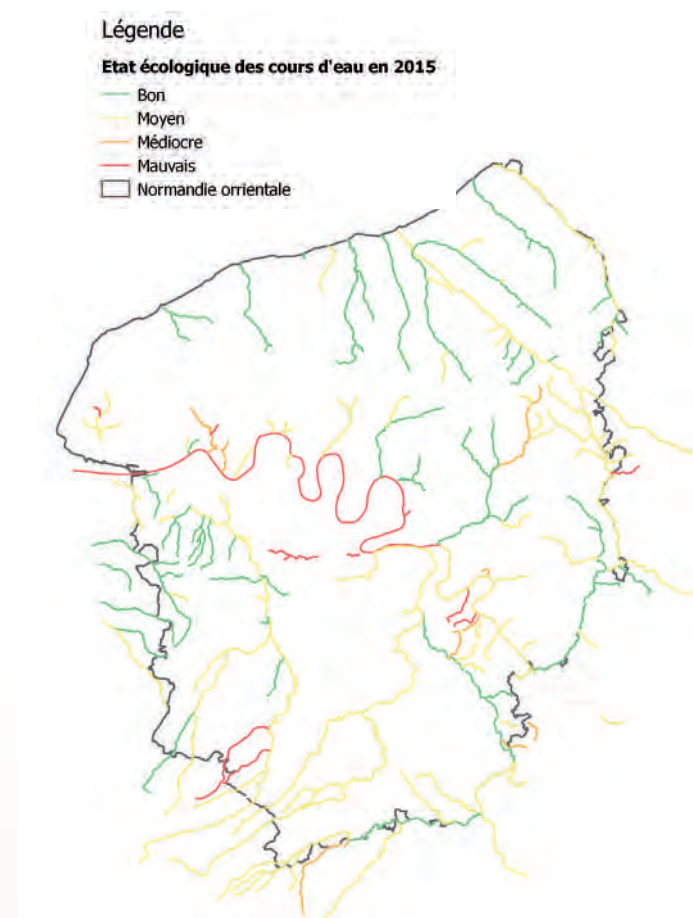 Légende
Etat écologique des cours d'eau en 2015
Bon
Moyen
Médiocre
Mauvais
Normandie orrientale